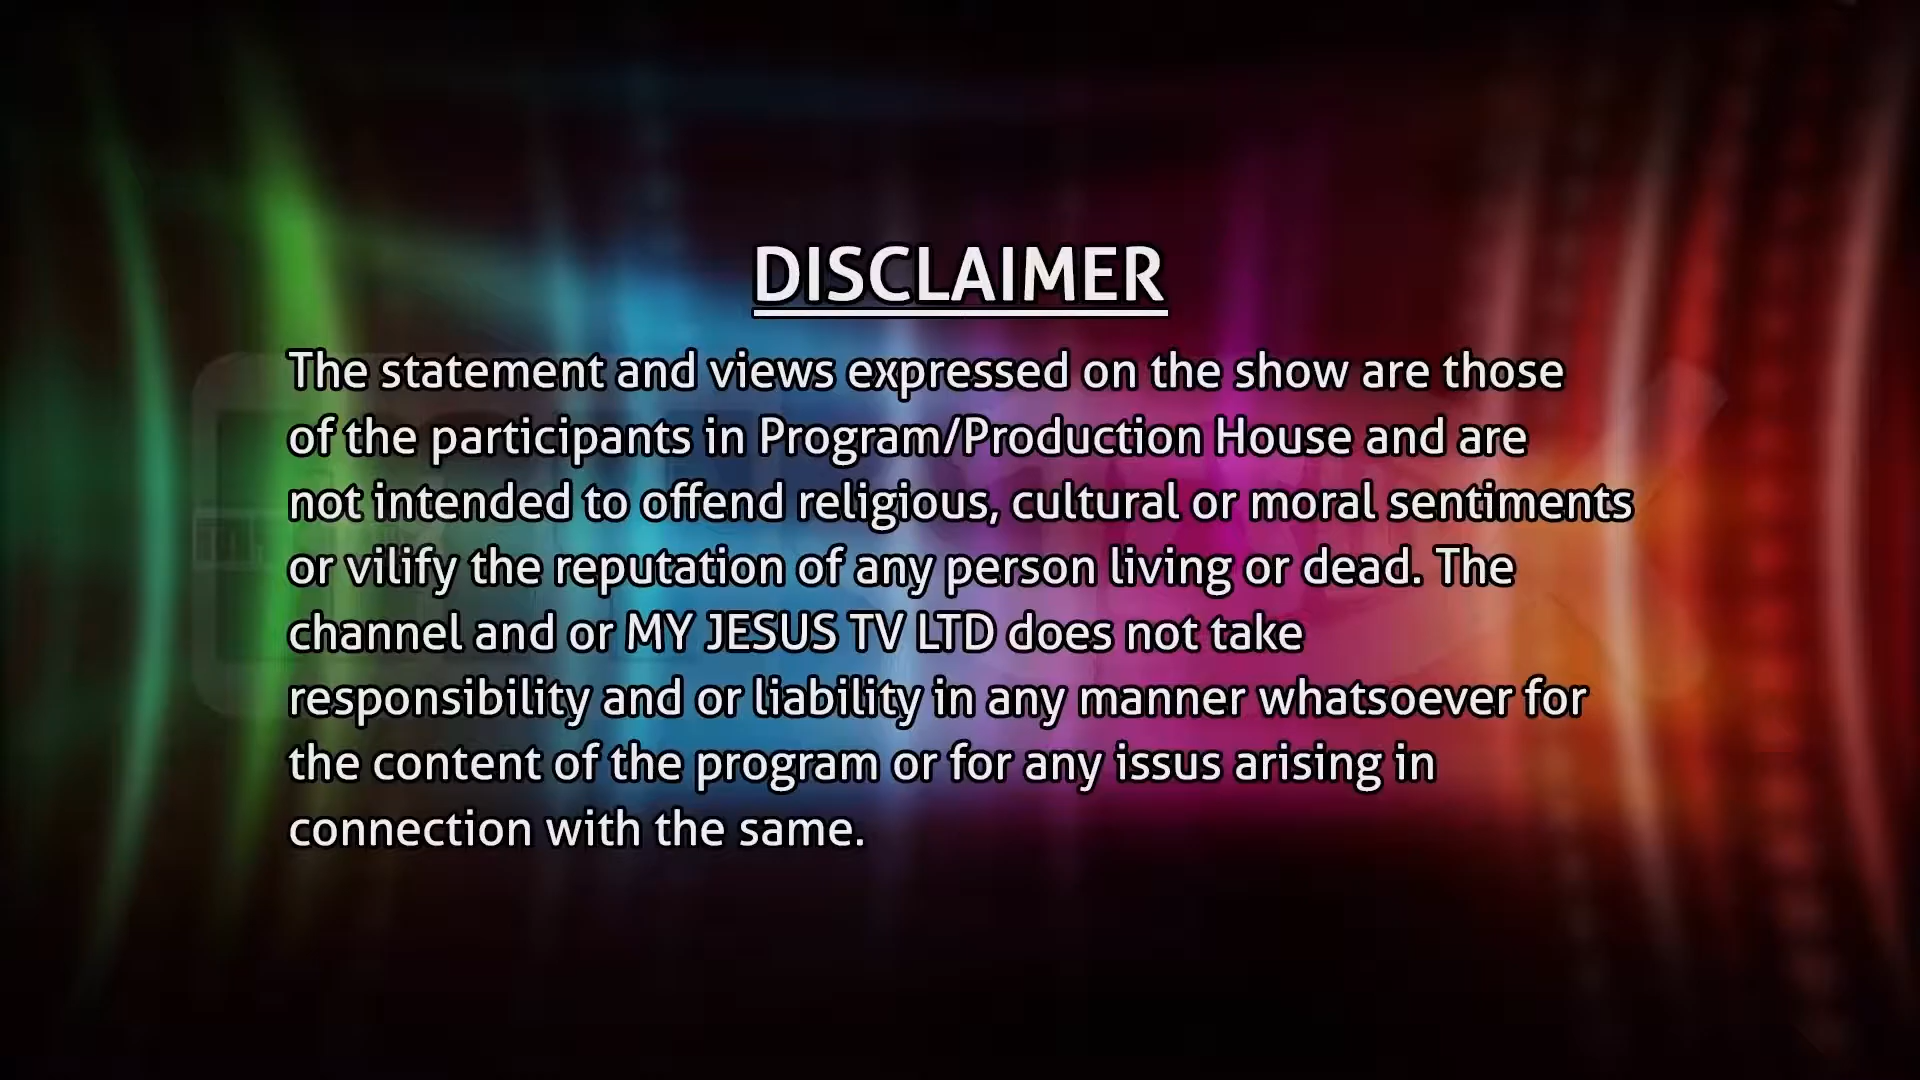 DISCLAIMER
The statement and views expressed on the show are those
of the participants in Program/Production House and are
not intended to offend religious, cultural or moral sentiments
or vilify the reputation of any person living or dead. The
channel and or MY JESUS TV LTD does not take
responsibility and or liability in any manner whatsoever for
the content of the program or for any issus arising in
connection with the same.